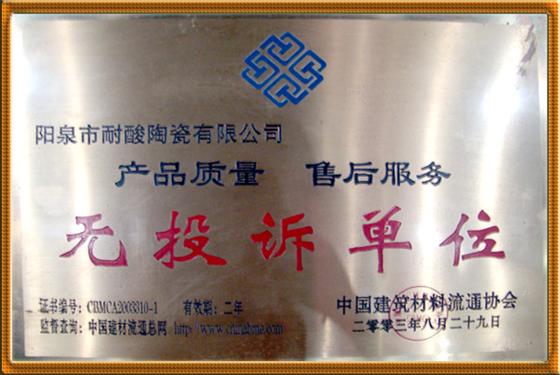 阳泉市耐酸陶瓷有限公司
产品质量 售后服务
无投诉单位
证书编号：CBMCA2003810-1 有效期：二年
监督查询：中国建材流通总网
中国建筑材料流通协会
二零零三年八月二十九日